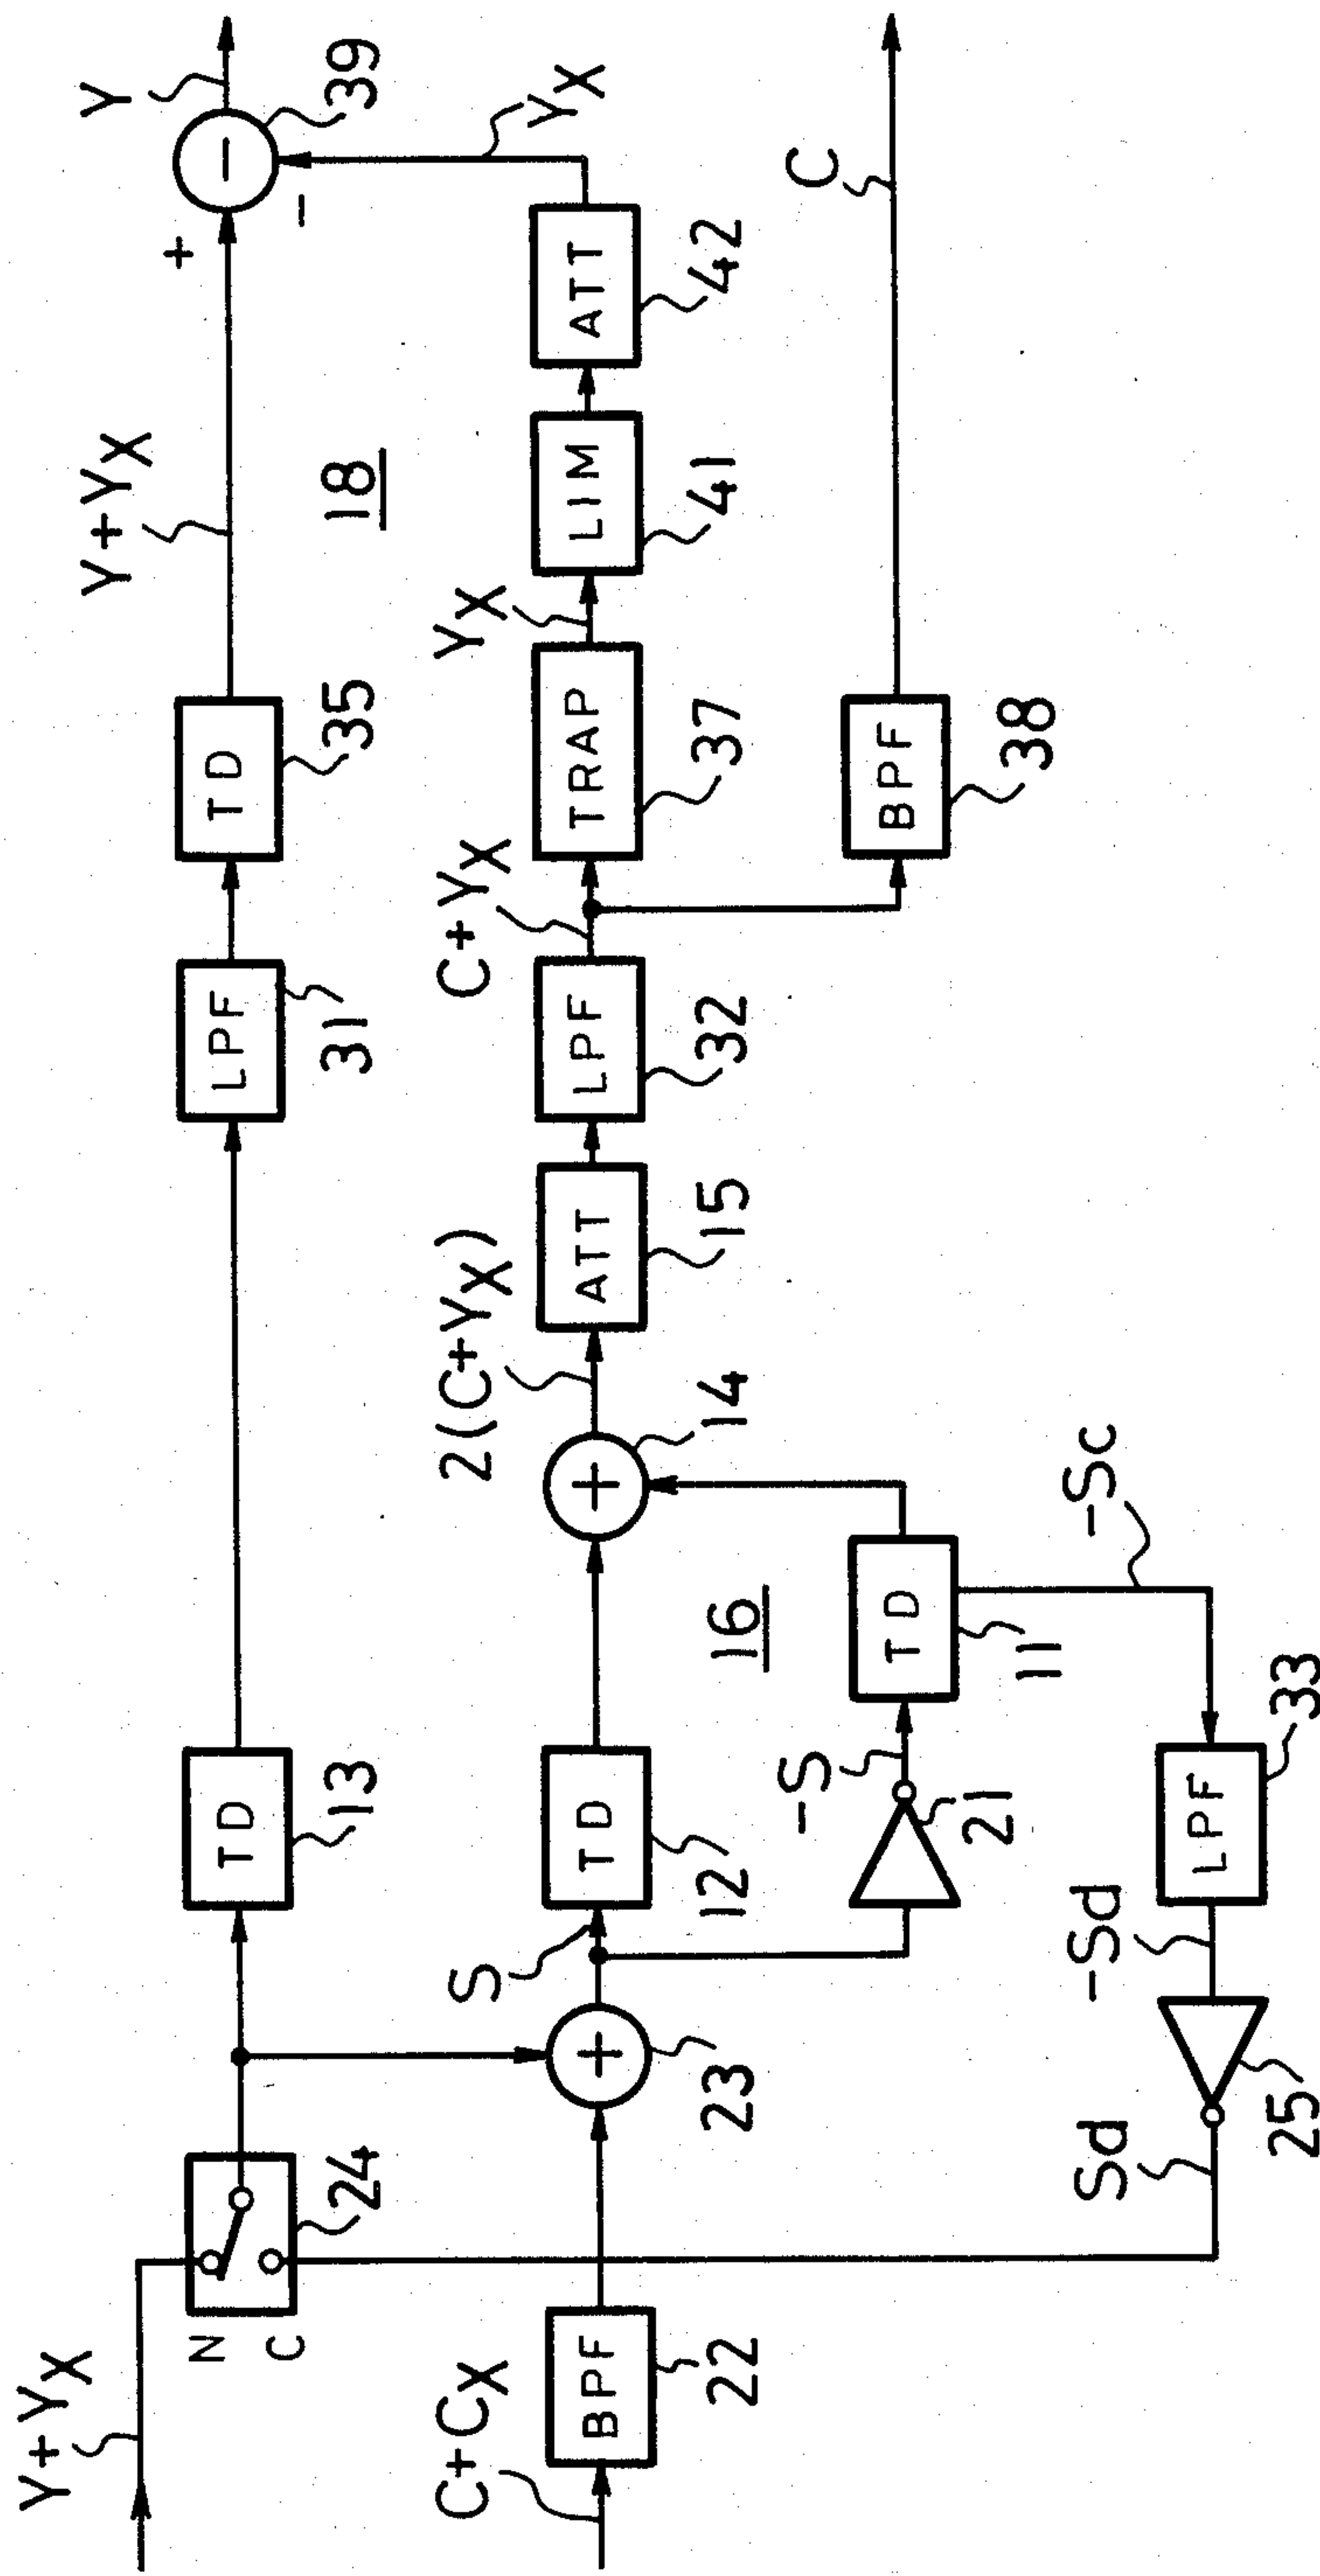 Y+YX
N
C
24
TD
13
LPF
31
TD
35
Y+YX
18
+
−
−
Y
39
YX
C+CX
BPF
22
+
23
S
TD
12
16
+
14
2(C+YX)
ATT
15
LPF
32
C+YX
TRAP
37
YX
LIM
41
ATT
42
−S
21
TD
11
−Sc
BPF
38
C
Sd
25
−Sd
LPF
33